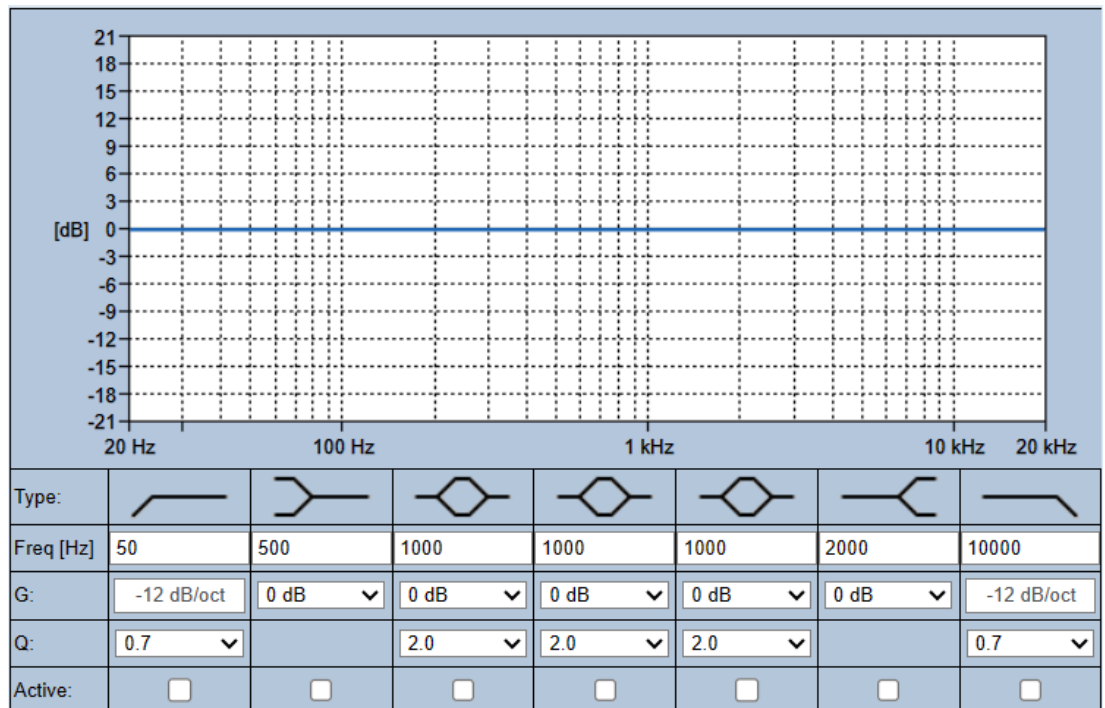 21
18
15
12
9
6
3
[dB] 0
-3
-6
-9
-12
-15
-18
-21
20 Hz 100 Hz 1 kHz 10 kHz 20 kHz
Type:
Freq [Hz] 50 500 1000 1000 1000 2000 10000
G: -12 dB/oct 0 dB 0 dB 0 dB 0 dB 0 dB -12 dB/oct
Q: 0.7 2.0 2.0 2.0 0.7
Active: